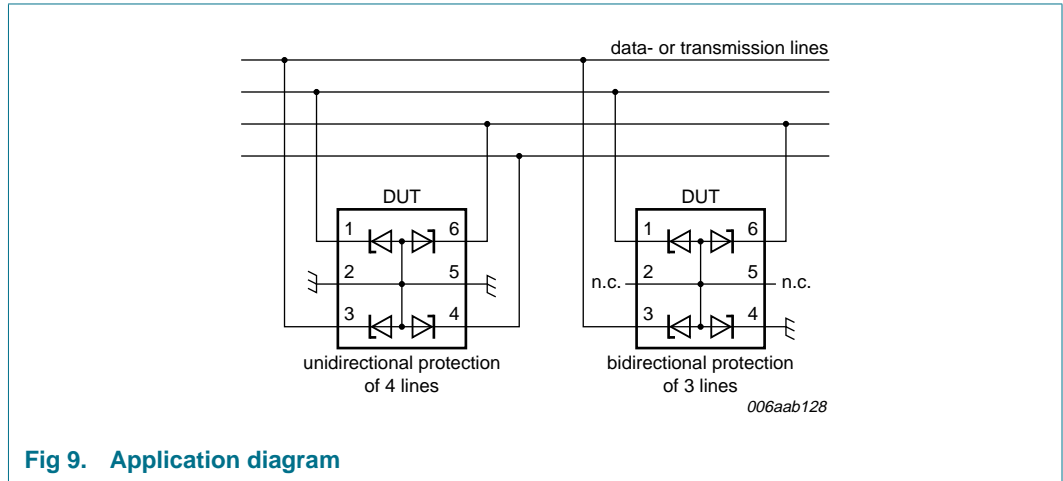 data- or transmission lines
DUT
1
6
2
5
3
4
unidirectional protection
of 4 lines
DUT
1
6
n.c.
2
5
n.c.
3
4
bidirectional protection
of 3 lines
006aab128
Fig 9. Application diagram